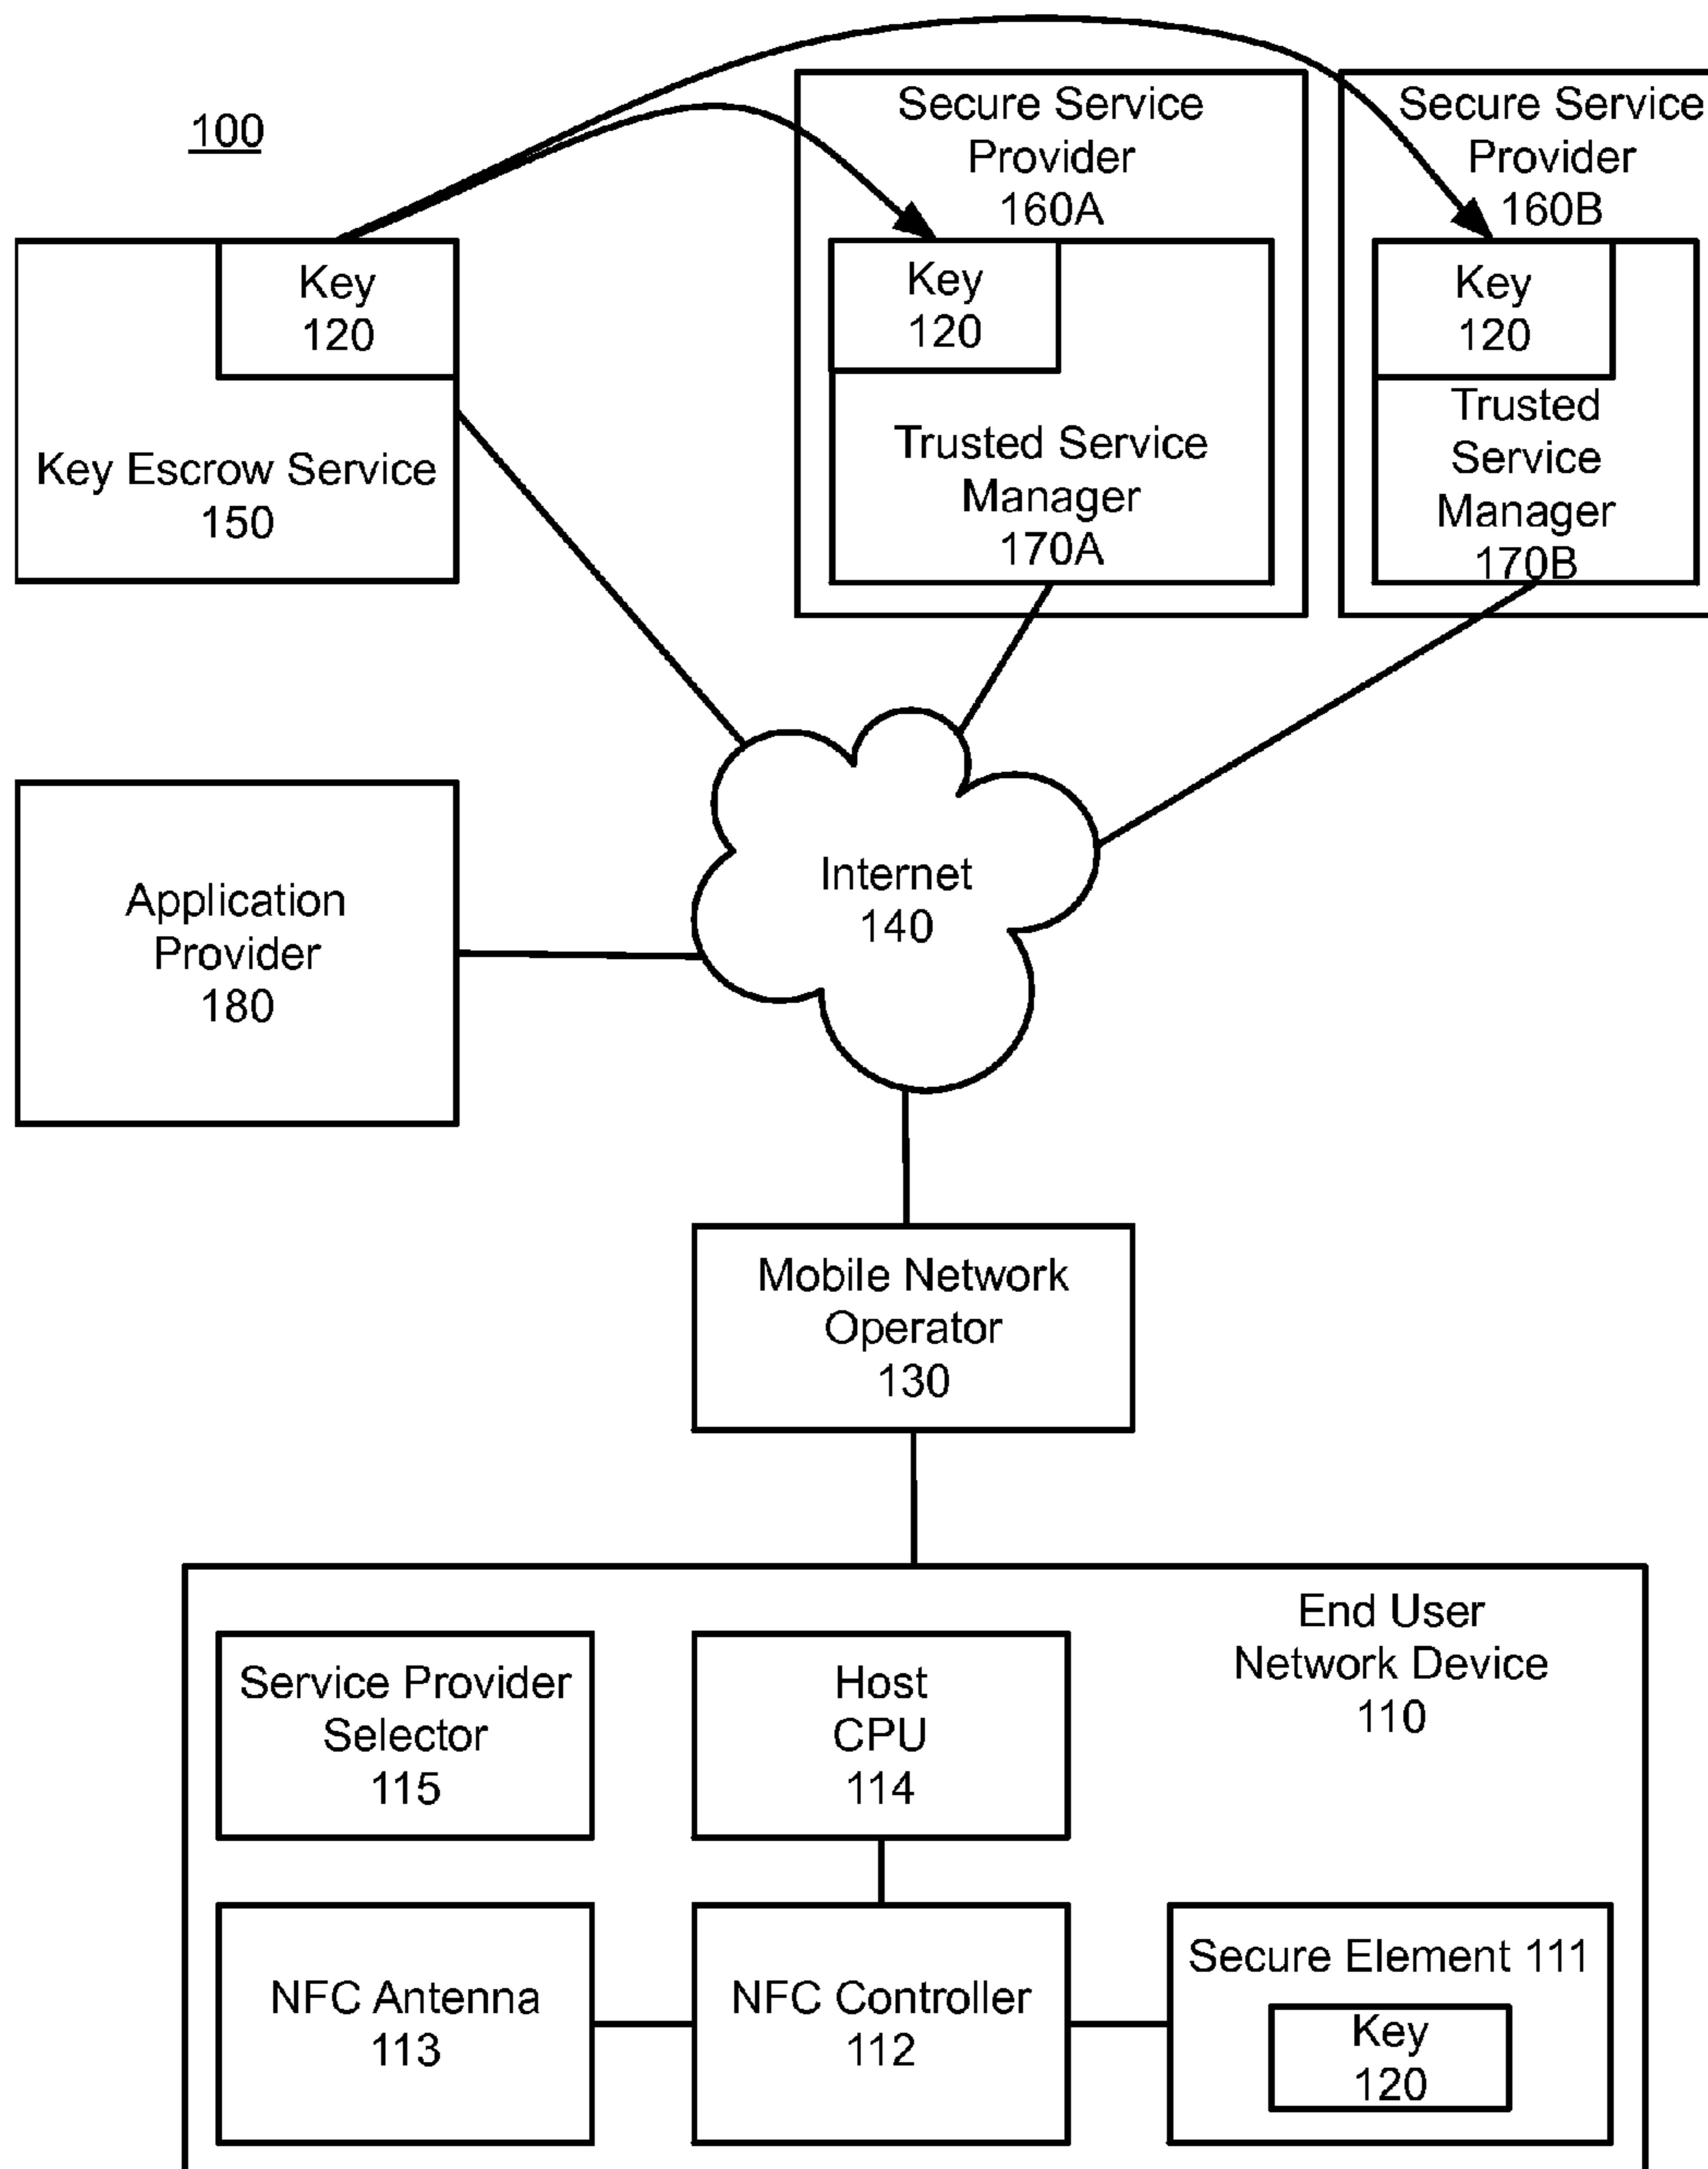 100
Secure Service
Provider
160A
Secure Service
Provider
160B
Key
120
Key Escrow Service
150
Key
120
Trusted Service
Manager
170A
Key
120
Trusted
Service
Manager
170B
Application
Provider
180
Internet
140
Mobile Network
Operator
130
End User
Network Device
110
Service Provider
Selector
115
Host
CPU
114
NFC Antenna
113
NFC Controller
112
Secure Element 111
Key
120